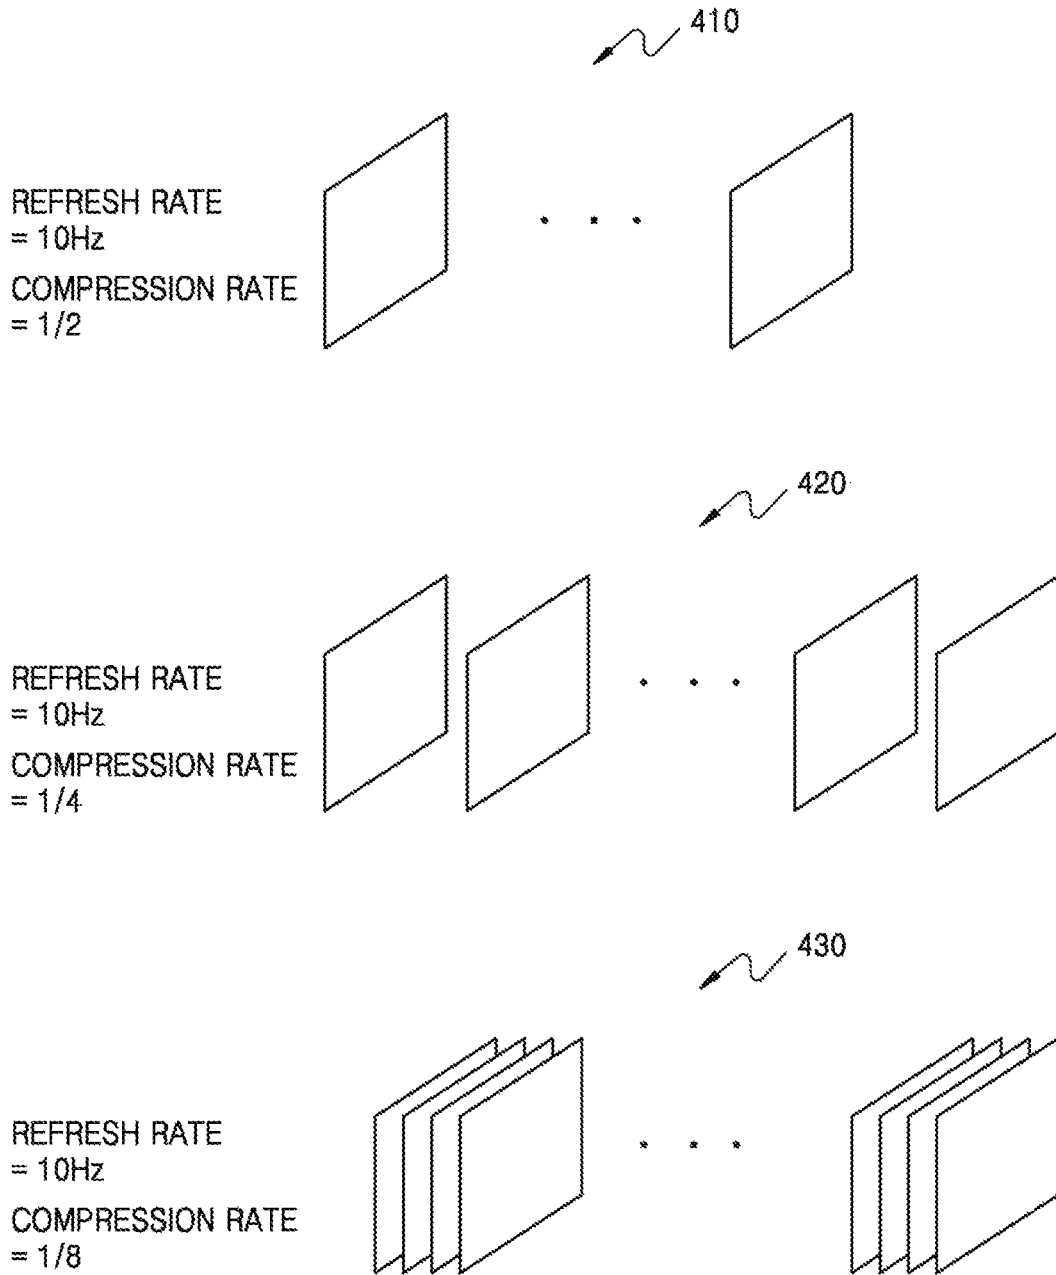 410
REFRESH RATE
= 10Hz
COMPRESSION RATE
= 1/2
420
REFRESH RATE
= 10Hz
COMPRESSION RATE
= 1/4
430
REFRESH RATE
= 10Hz
COMPRESSION RATE
= 1/8